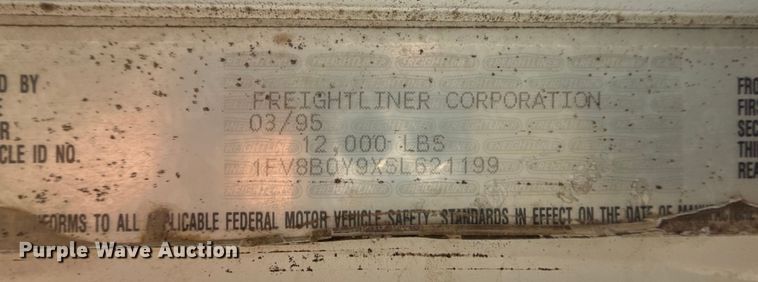 D BY FREIGHTLINER CORPORATION FRO
E 03/95 FIRS
R 12,000 LBS SEC
CLE ID NO. 1FV8B0Y9XSL621199 THI
REA
ORMS TO ALL APPLICABLE FEDERAL MOTOR VEHICLE SAFETY STANDARDS IN EFFECT ON THE DATE OF
Purple Wave Auction